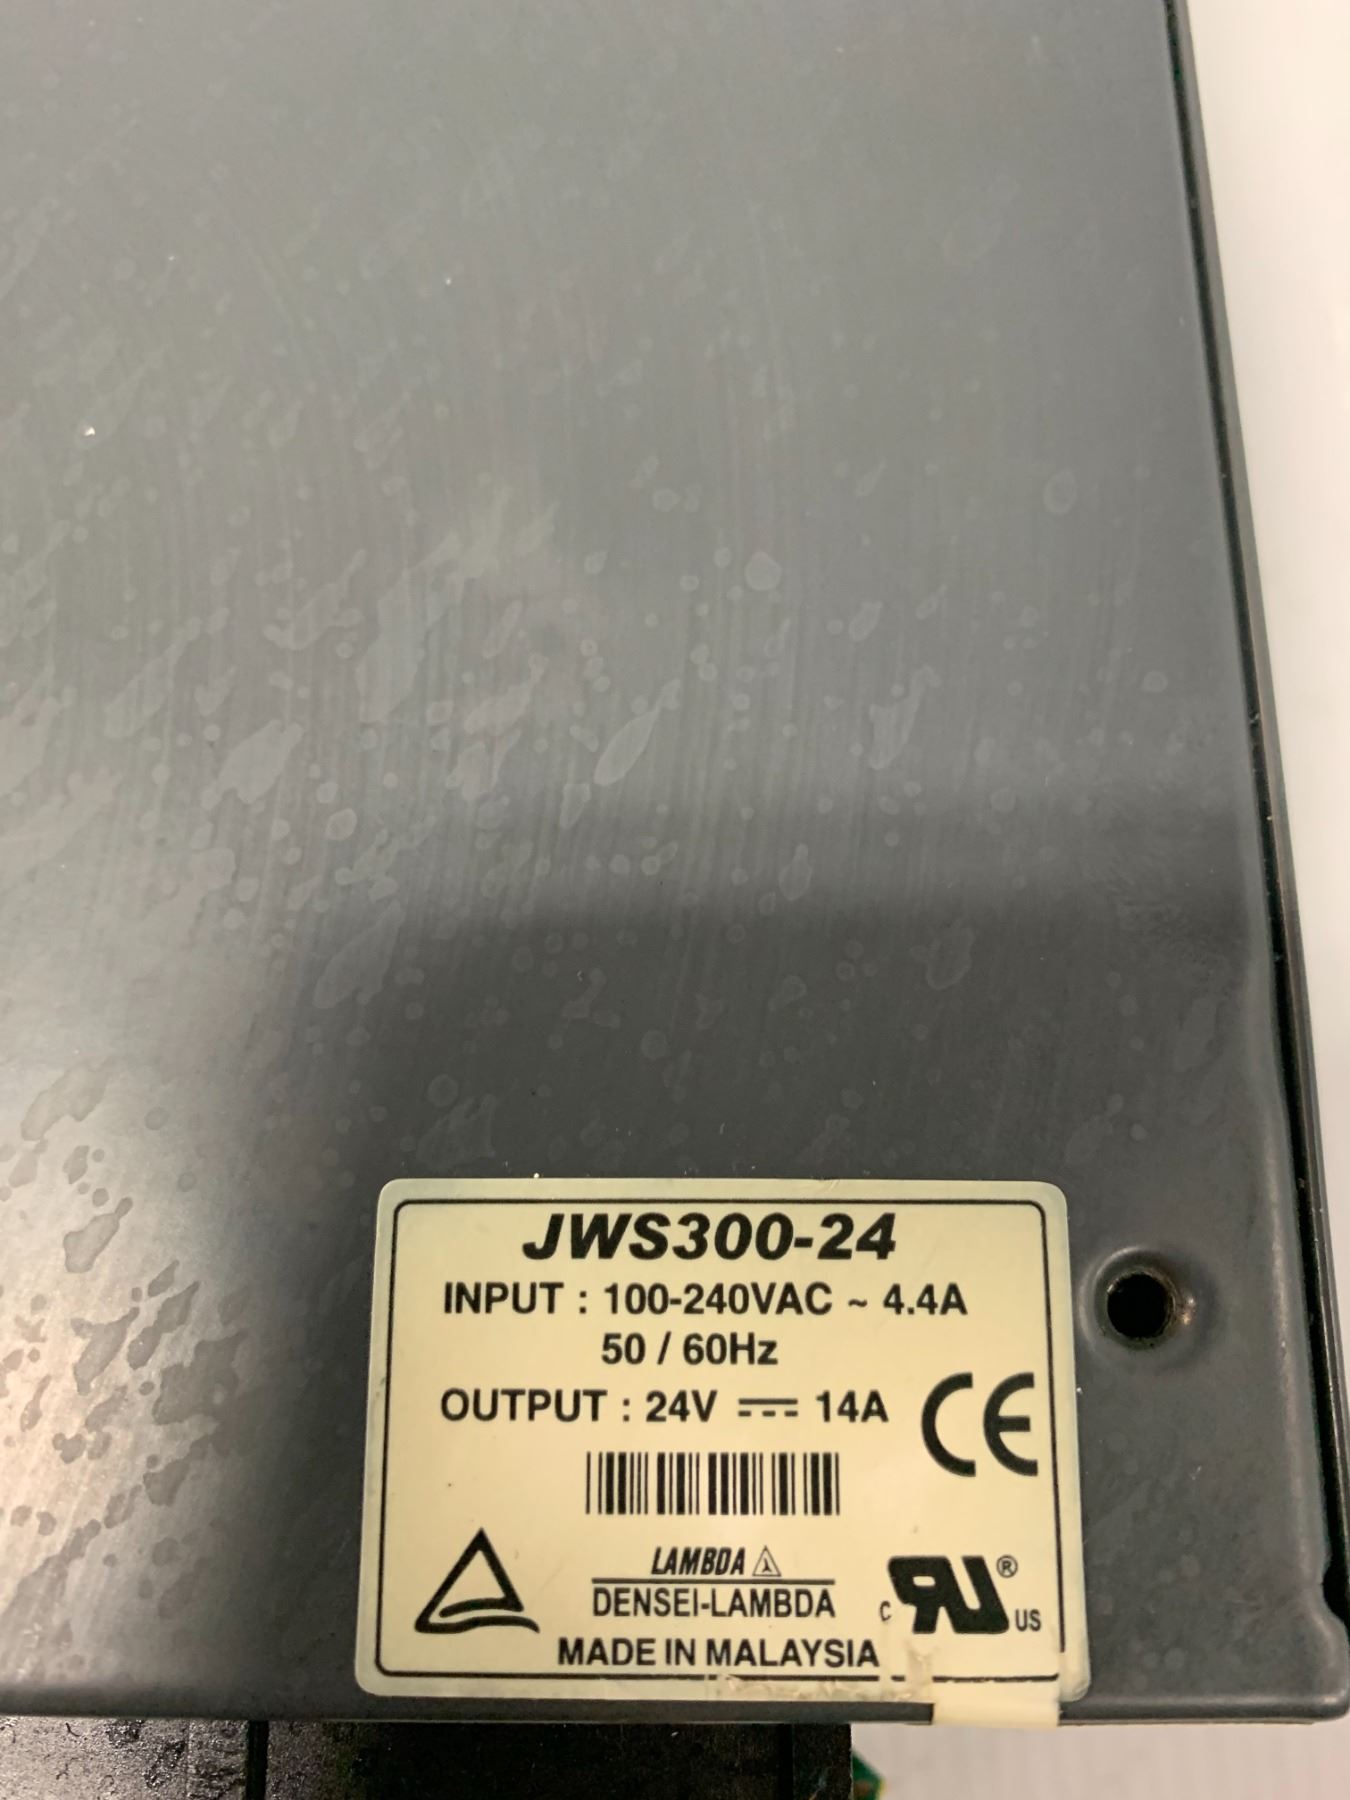 JWS300-24
INPUT : 100-240VAC ~ 4.4A
50 / 60Hz
OUTPUT : 24V ⎓ 14A CE
LAMBDA
DENSEI-LAMBDA
c RU ® US
MADE IN MALAYSIA